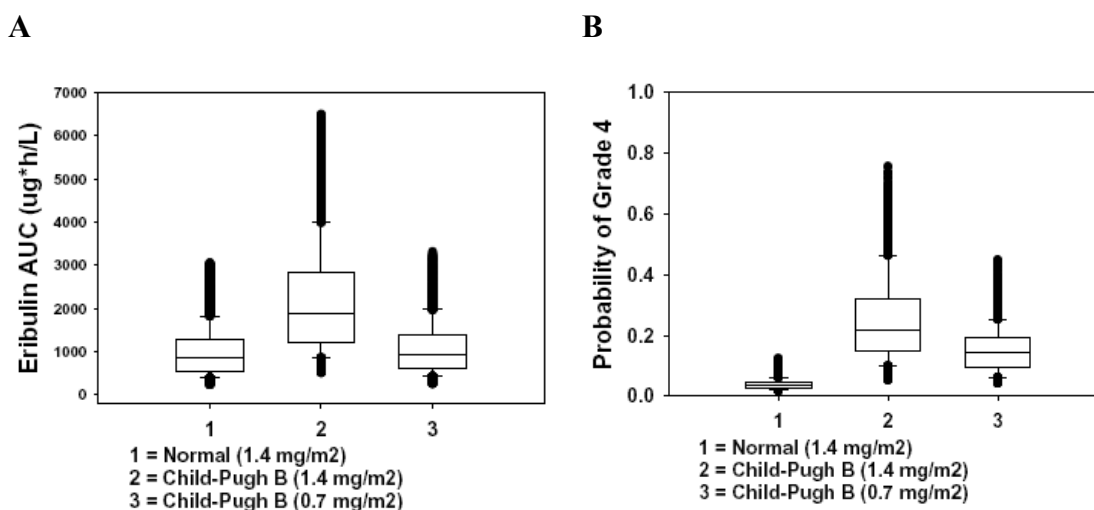 A
B
Eribulin AUC (ug*h/L)
7000
6000
5000
4000
3000
2000
1000
0
1 2 3
1 = Normal (1.4 mg/m2)
2 = Child-Pugh B (1.4 mg/m2)
3 = Child-Pugh B (0.7 mg/m2)
Probability of Grade 4
1.0
0.8
0.6
0.4
0.2
0.0
1 2 3
1 = Normal (1.4 mg/m2)
2 = Child-Pugh B (1.4 mg/m2)
3 = Child-Pugh B (0.7 mg/m2)